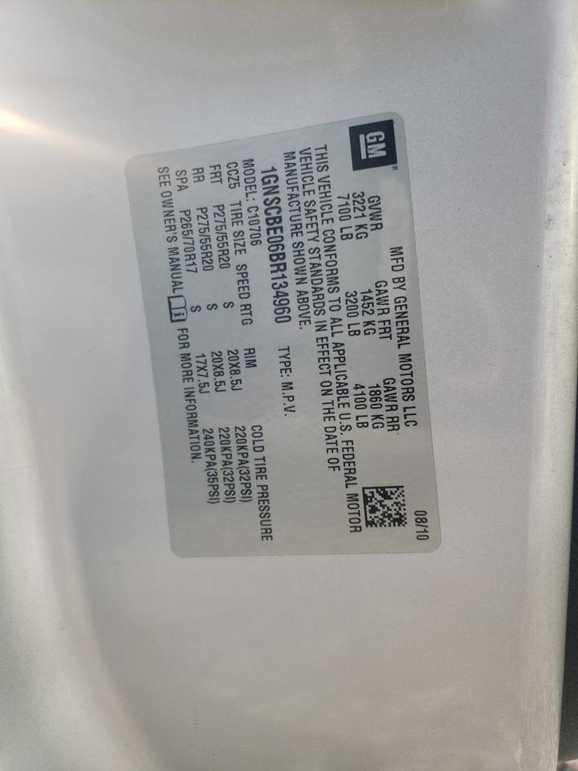 GM
MFD BY GENERAL MOTORS LLC 08/10
GVWR GAWR FRT GAWR RR
3221 KG 1452 KG 1860 KG
7100 LB 3200 LB 4100 LB
THIS VEHICLE CONFORMS TO ALL APPLICABLE U.S. FEDERAL MOTOR
VEHICLE SAFETY STANDARDS IN EFFECT ON THE DATE OF
MANUFACTURE SHOWN ABOVE.
1GNSCBE06BR134960 TYPE: M.P.V.
MODEL: C10706
CCZ5 TIRE SIZE SPEED RTG RIM COLD TIRE PRESSURE
FRT P275/55R20 S 20X8.5J 220KPA(32PSI)
RR P275/55R20 S 20X8.5J 220KPA(32PSI)
SPA P265/70R17 S 17X7.5J 240KPA(35PSI)
SEE OWNER'S MANUAL FOR MORE INFORMATION.